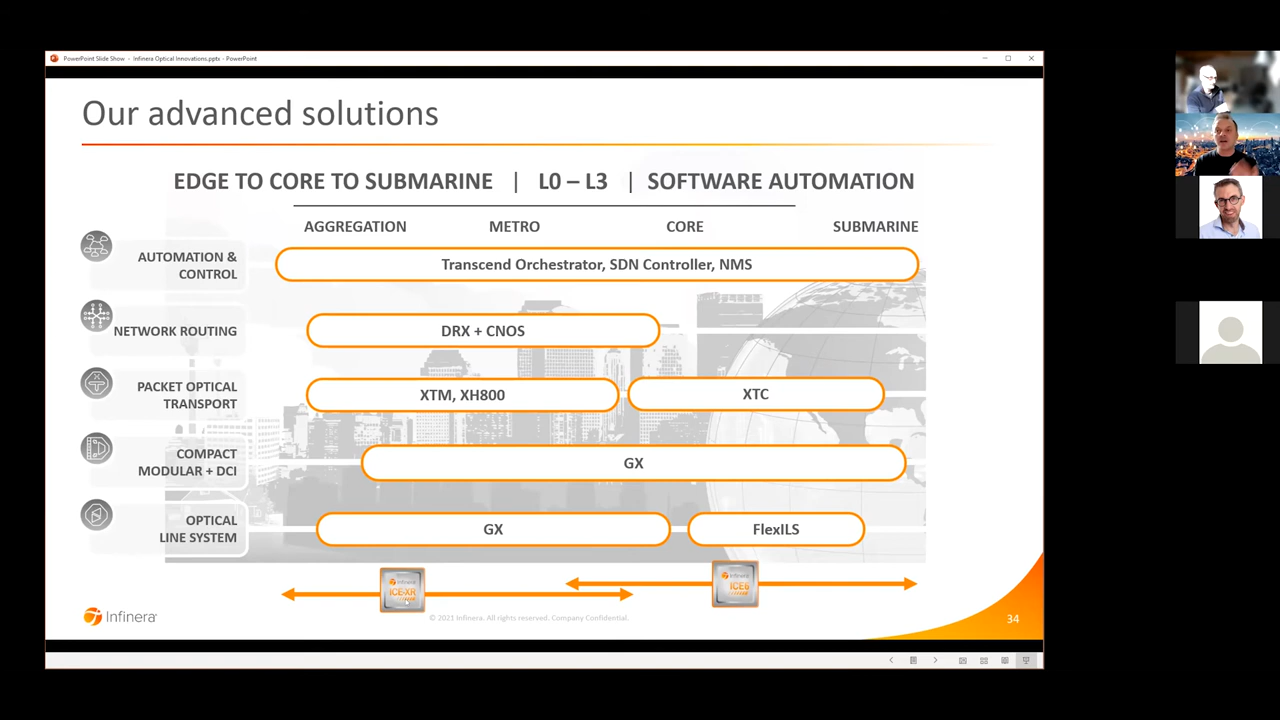 PowerPoint Slide Show - Infinera Optical Innovations.pptx - PowerPoint
Our advanced solutions
EDGE TO CORE TO SUBMARINE | L0 – L3 | SOFTWARE AUTOMATION
AGGREGATION METRO CORE SUBMARINE
AUTOMATION &
CONTROL
Transcend Orchestrator, SDN Controller, NMS
NETWORK ROUTING
DRX + CNOS
PACKET OPTICAL
TRANSPORT
XTM, XH800
XTC
COMPACT
MODULAR + DCI
GX
OPTICAL
LINE SYSTEM
GX
FlexILS
Infinera
ICE-XR
Infinera
ICE6
Infinera
© 2021 Infinera. All rights reserved. Company Confidential.
34